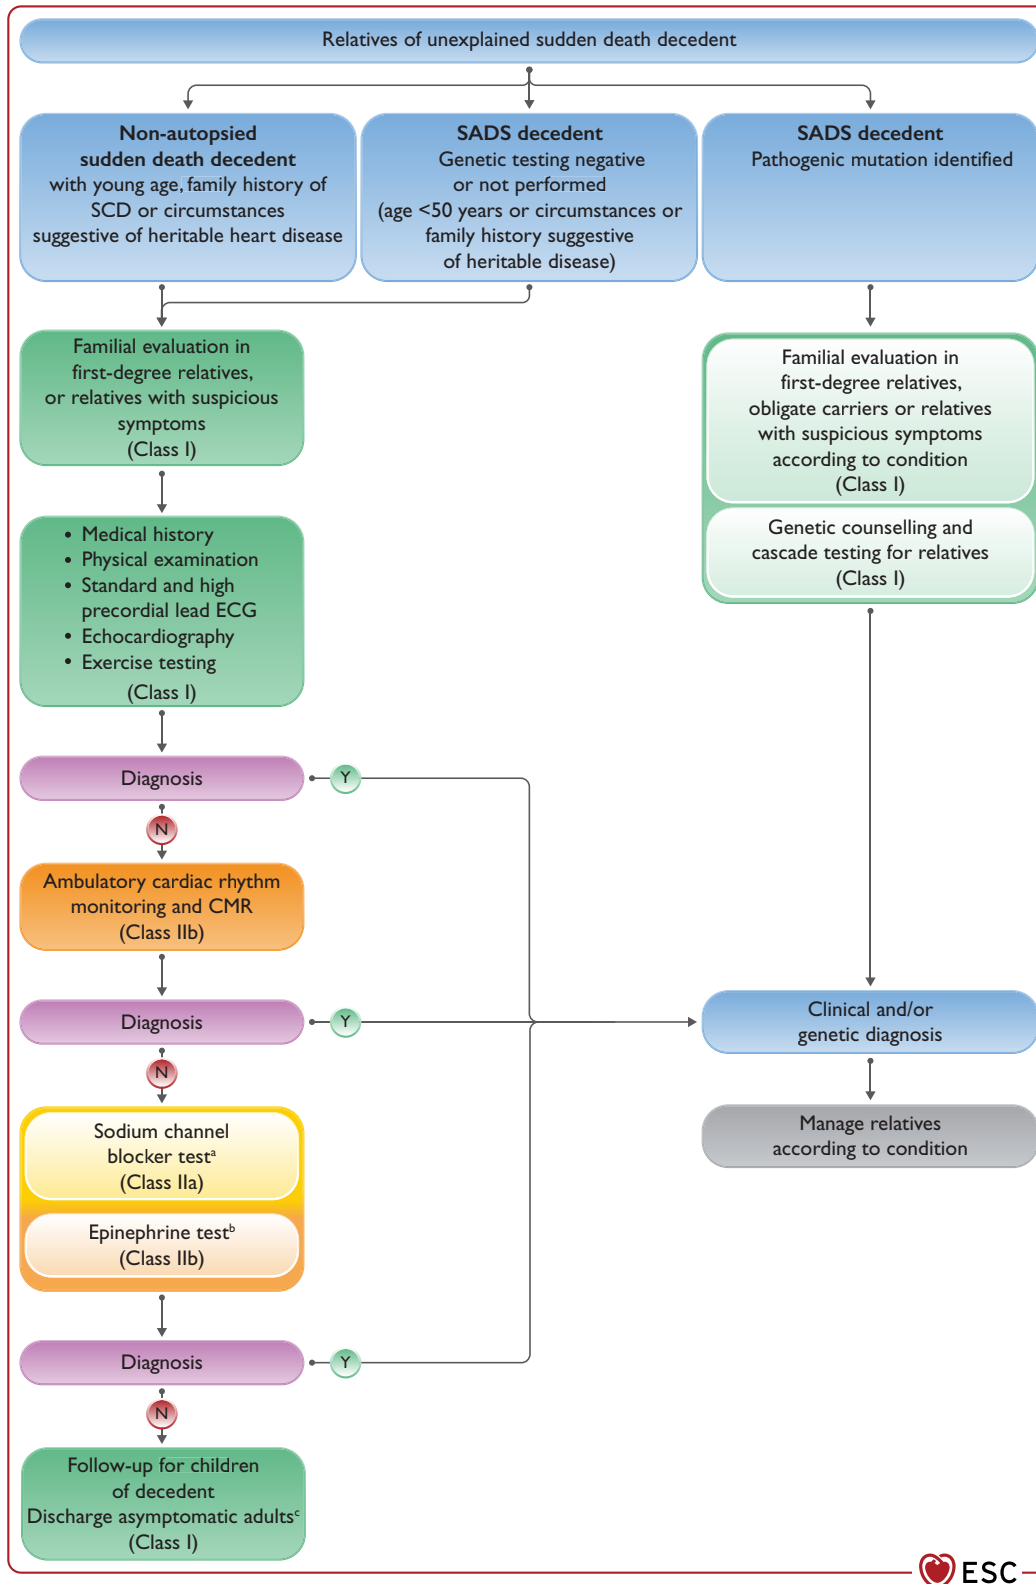 Relatives of unexplained sudden death decedent
Non-autopsied
sudden death decedent
with young age, family history of
SCD or circumstances
suggestive of heritable heart disease
SADS decedent
Genetic testing negative
or not performed
(age <50 years or circumstances or
family history suggestive
of heritable disease)
SADS decedent
Pathogenic mutation identified
Familial evaluation in
first-degree relatives,
or relatives with suspicious
symptoms
(Class I)
Familial evaluation in
first-degree relatives,
obligate carriers or relatives
with suspicious symptoms
according to condition
(Class I)
Genetic counselling and
cascade testing for relatives
(Class I)
• Medical history
• Physical examination
• Standard and high
precordial lead ECG
• Echocardiography
• Exercise testing
(Class I)
Diagnosis
Y
N
Ambulatory cardiac rhythm
monitoring and CMR
(Class IIb)
Diagnosis
Y
N
Clinical and/or
genetic diagnosis
Manage relatives
according to condition
Sodium channel
blocker testᵃ
(Class IIa)
Epinephrine testᵇ
(Class IIb)
Diagnosis
Y
N
Follow-up for children
of decedent
Discharge asymptomatic adultsᶜ
(Class I)
ESC